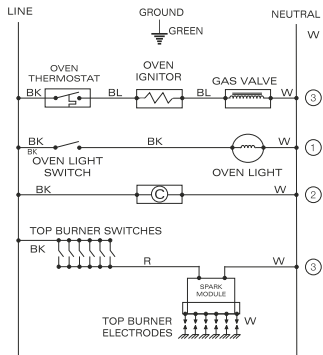 LINE
GROUND
NEUTRAL
GREEN
W
OVEN
THERMOSTAT
OVEN
IGNITOR
GAS VALVE
BK
BL
BL
W
3
BK
BK
BK
W
1
OVEN LIGHT
SWITCH
OVEN LIGHT
BK
C
W
2
TOP BURNER SWITCHES
BK
R
W
3
SPARK
MODULE
TOP BURNER
ELECTRODES
W